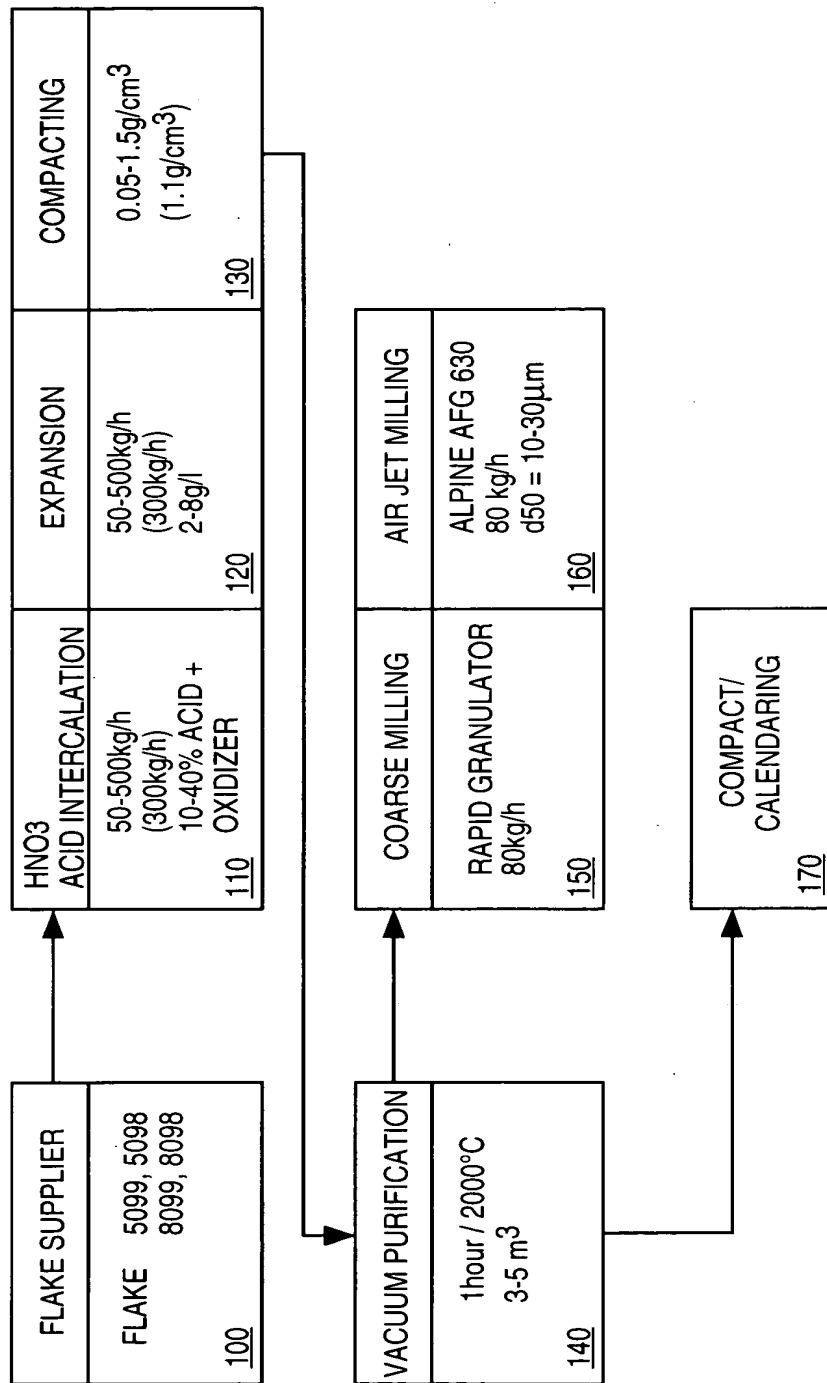 FLAKE SUPPLIER
FLAKE 5099, 5098
8099, 8098
100
HNO3
ACID INTERCALATION
50-500kg/h
(300kg/h)
10-40% ACID +
OXIDIZER
110
EXPANSION
50-500kg/h
(300kg/h)
2-8g/l
120
COMPACTING
0.05-1.5g/cm3
(1.1g/cm3)
130
VACUUM PURIFICATION
1hour / 2000°C
3-5 m3
140
COARSE MILLING
RAPID GRANULATOR
80kg/h
150
AIR JET MILLING
ALPINE AFG 630
80 kg/h
d50 = 10-30µm
160
COMPACT/
CALENDARING
170